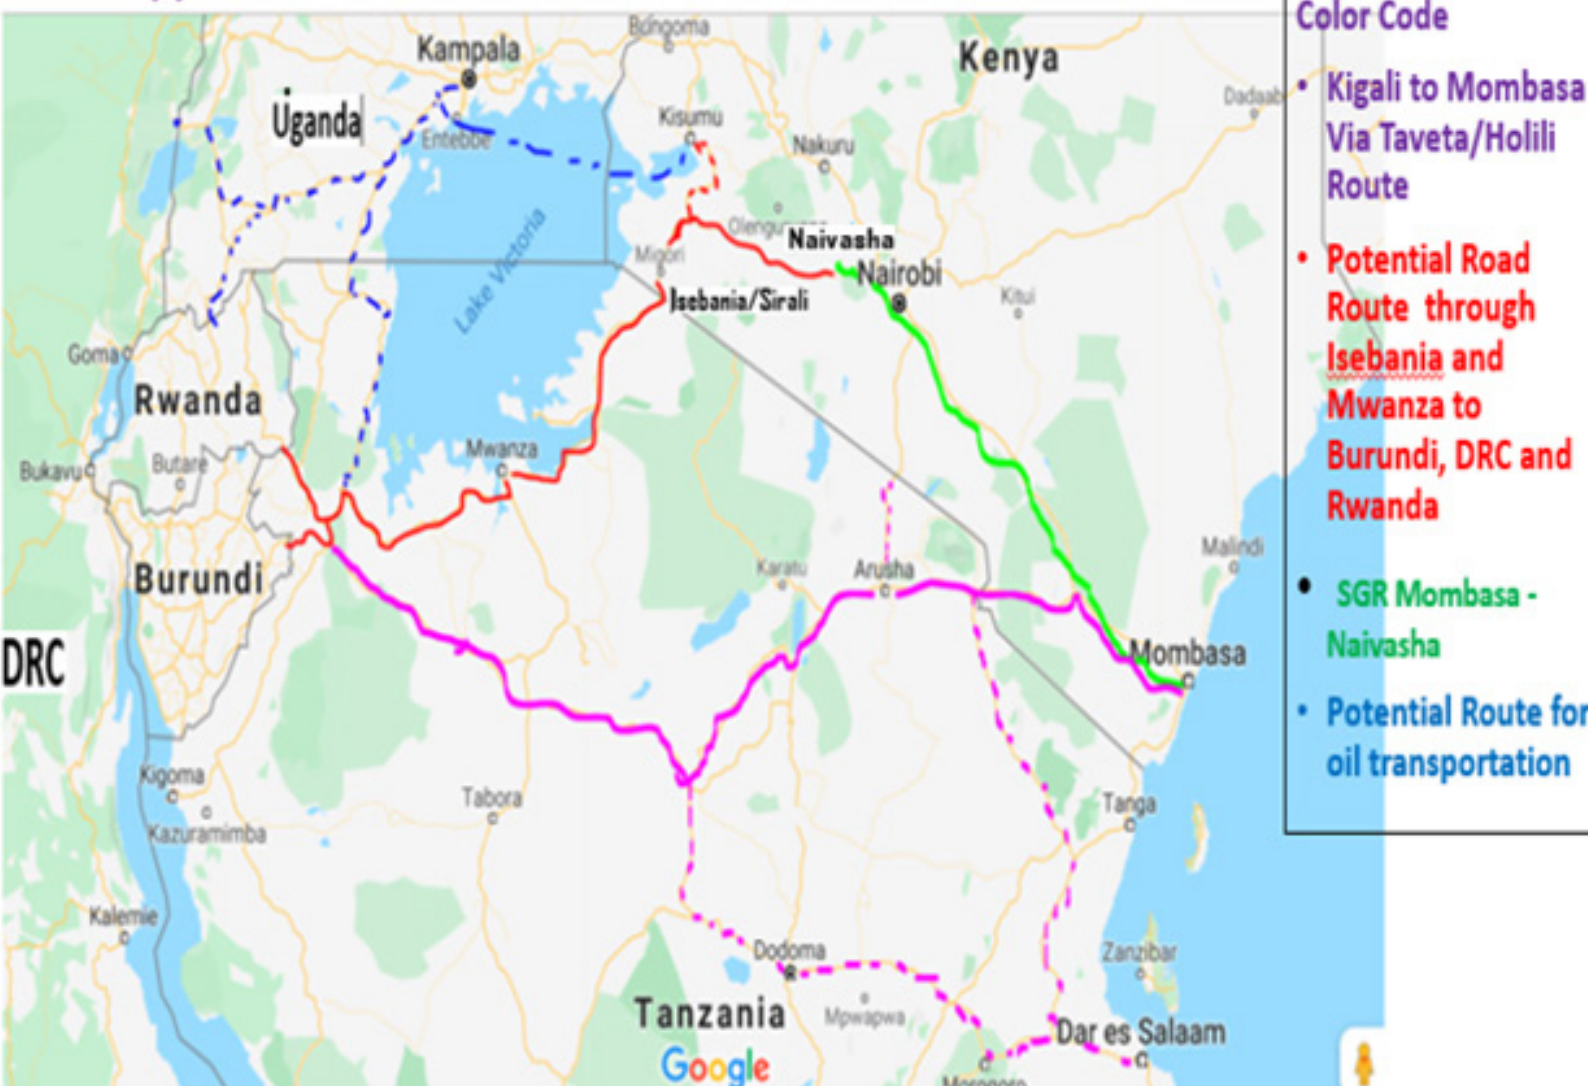 Color Code
• Kigali to Mombasa
Via Taveta/Holili
Route
• Potential Road
Route through
Isebania and
Mwanza to
Burundi, DRC and
Rwanda
• SGR Mombasa -
Naivasha
• Potential Route for
oil transportation
Bungoma
Kampala
Kenya
Dadaab
Uganda
Kisumu
Entebbe
Nakuru
Lake Victoria
Naivasha
Migori
Nairobi
Isebania/Sirali
Kitui
Goma
Rwanda
Mwanza
Bukavu
Butare
Malindi
Burundi
Karatu
Arusha
DRC
Mombasa
Kigoma
Tabora
Tanga
Kazuramimba
Kalemie
Dodoma
Zanzibar
Tanzania
Mpwapwa
Dar es Salaam
Google